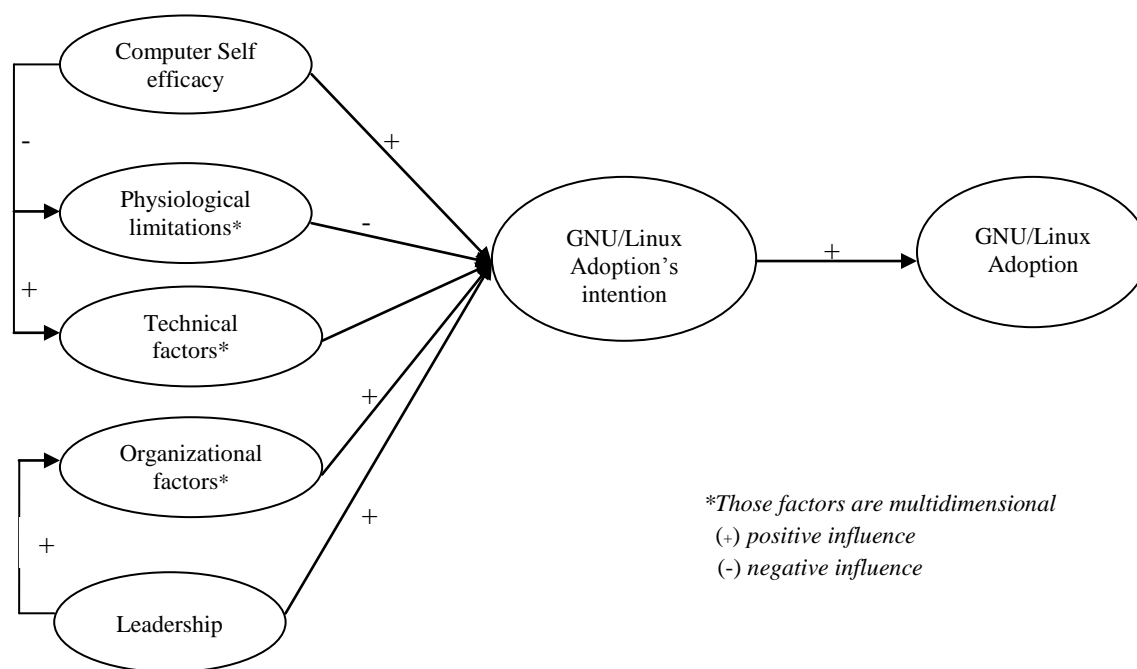 Computer Self
efficacy
-
+
Physiological
limitations*
-
+
Technical
factors*
GNU/Linux
Adoption's
intention
+
GNU/Linux
Adoption
Organizational
factors*
+
+
+
Leadership
*Those factors are multidimensional
(+) positive influence
(-) negative influence